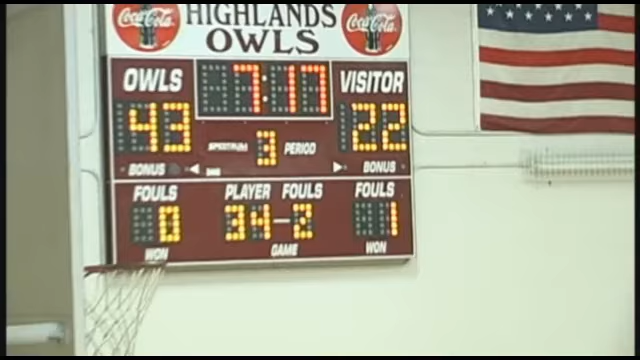 Coca-Cola HIGHLANDS Coca-Cola
OWLS
OWLS 7:17 VISITOR
43 22
SPECTRUM 3 PERIOD
BONUS BONUS
FOULS PLAYER FOULS FOULS
0 34-2 1
WON GAME WON